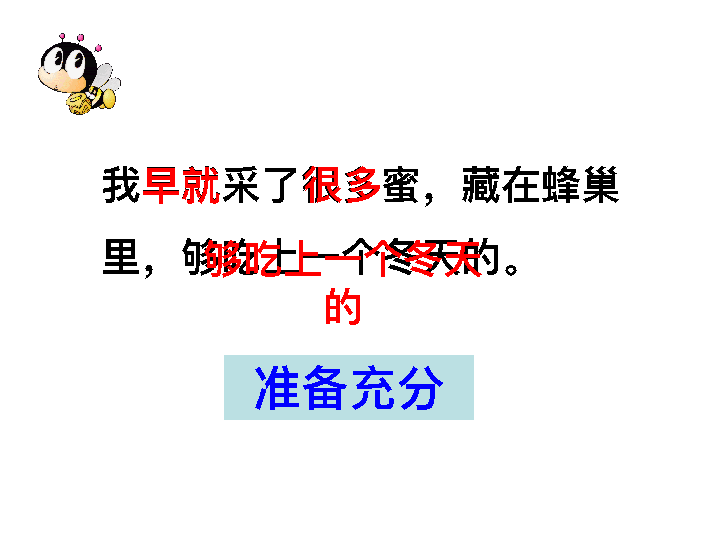 我早就采了很多蜜，藏在蜂巢
里，够吃上一个冬天的。
够吃上一个冬天
的
准备充分